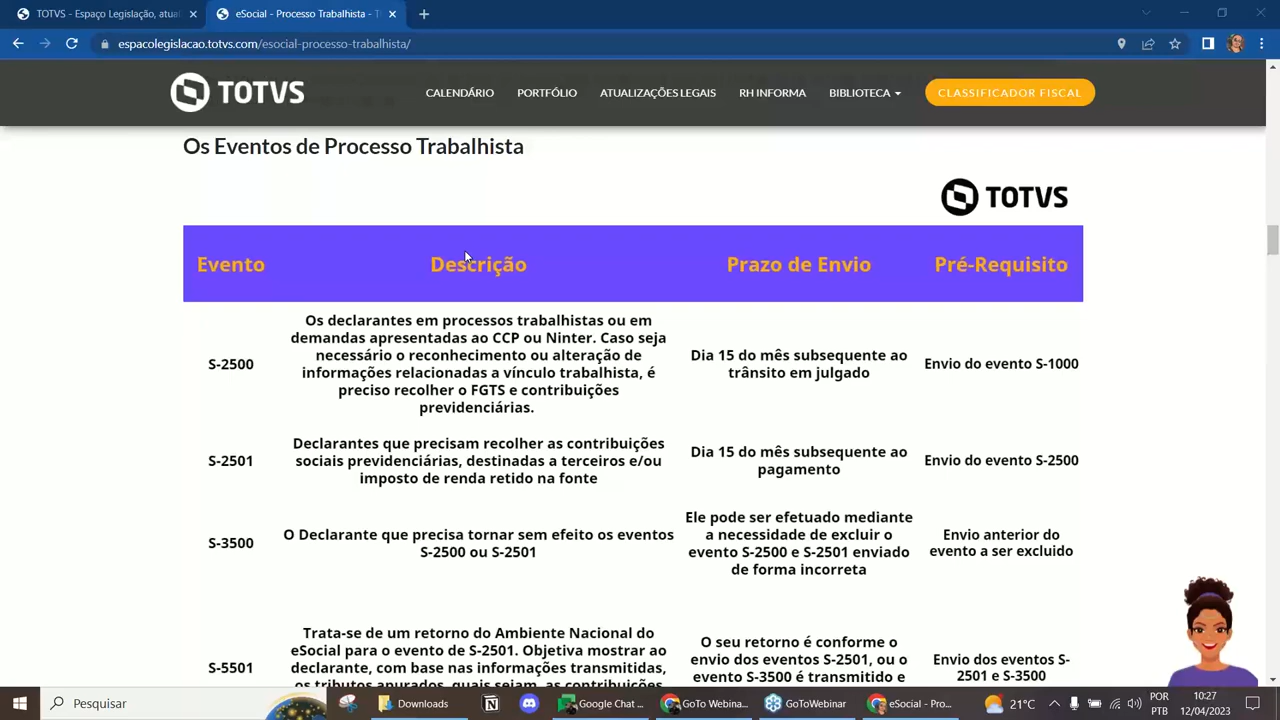 TOTVS - Espaço Legislação, atua
eSocial - Processo Trabalhista - T
espacolegislacao.totvs.com/esocial-processo-trabalhista/
TOTVS
CALENDÁRIO
PORTFÓLIO
ATUALIZAÇÕES LEGAIS
RH INFORMA
BIBLIOTECA
CLASSIFICADOR FISCAL
Os Eventos de Processo Trabalhista
TOTVS
Evento
Descrição
Prazo de Envio
Pré-Requisito
S-2500
Os declarantes em processos trabalhistas ou em
demandas apresentadas ao CCP ou Ninter. Caso seja
necessário o reconhecimento ou alteração de
informações relacionadas a vínculo trabalhista, é
preciso recolher o FGTS e contribuições
previdenciárias.
Dia 15 do mês subsequente ao
trânsito em julgado
Envio do evento S-1000
S-2501
Declarantes que precisam recolher as contribuições
sociais previdenciárias, destinadas a terceiros e/ou
imposto de renda retido na fonte
Dia 15 do mês subsequente ao
pagamento
Envio do evento S-2500
S-3500
O Declarante que precisa tornar sem efeito os eventos
S-2500 ou S-2501
Ele pode ser efetuado mediante
a necessidade de excluir o
evento S-2500 e S-2501 enviado
de forma incorreta
Envio anterior do
evento a ser excluido
S-5501
Trata-se de um retorno do Ambiente Nacional do
eSocial para o evento de S-2501. Objetiva mostrar ao
declarante, com base nas informações transmitidas,
os tributos apurados, quais sejam, as contribuições
O seu retorno é conforme o
envio dos eventos S-2501, ou o
evento S-3500 é transmitido e
Envio dos eventos S-
2501 e S-3500
Pesquisar
Downloads
Google Chat ...
GoTo Webina...
GoToWebinar
eSocial - Pro...
21°C
POR
PTB
10:27
12/04/2023